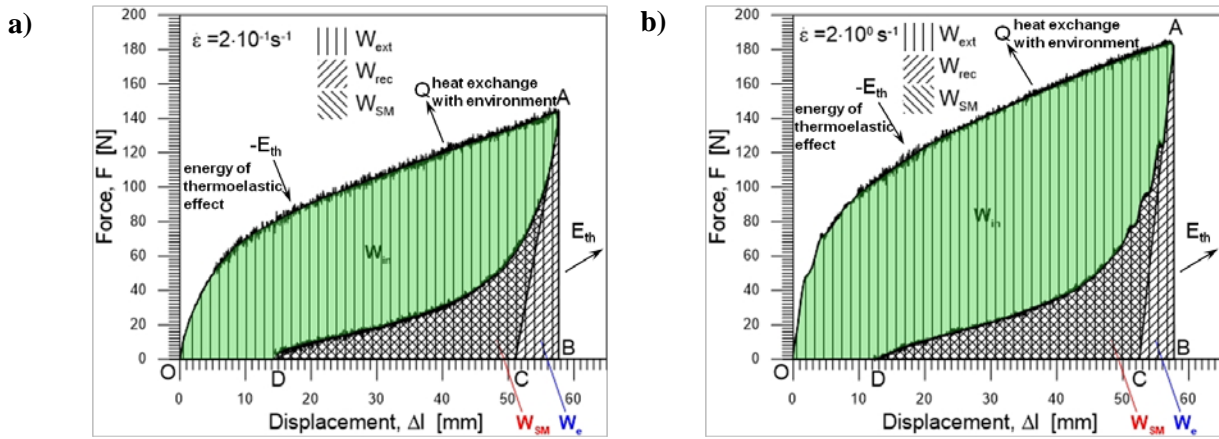 a)
ε̇ =2·10⁻¹s⁻¹
W_ext
W_rec
W_SM
Q heat exchange
with environment
A
-E_th
energy of
thermoelastic
effect
W_in
E_th
Force, F [N]
200
180
160
140
120
100
80
60
40
20
0
O
D
C
B
0 10 20 30 40 50 60
Displacement, Δl [mm]
W_SM
W_e
b)
ε̇ =2·10⁰ s⁻¹
W_ext
W_rec
W_SM
Q heat exchange
with environment
A
-E_th
energy of
thermoelastic
effect
W_in
E_th
Force, F [N]
200
180
160
140
120
100
80
60
40
20
0
O
D
C
B
0 10 20 30 40 50 60
Displacement, Δl [mm]
W_SM
W_e